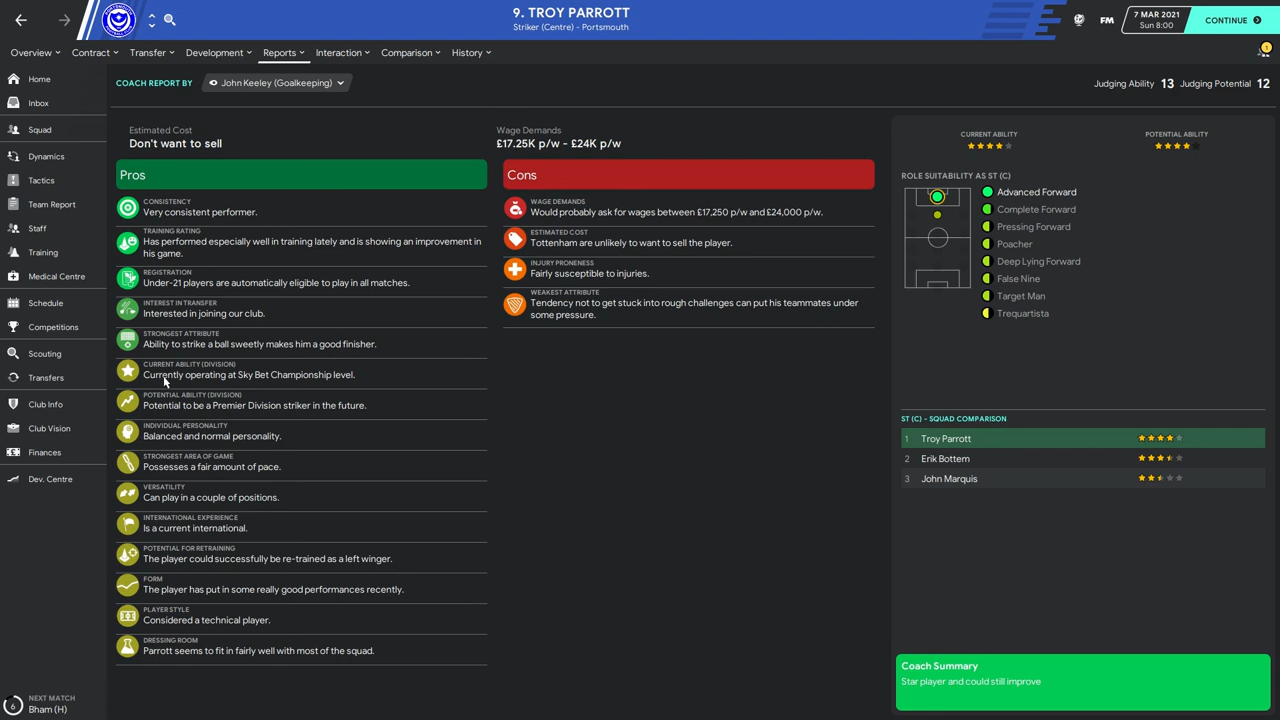 9. TROY PARROTT
Striker (Centre) - Portsmouth
FM
7 MAR 2021
Sun 8:00
CONTINUE
1
Overview
Contract
Transfer
Development
Reports
Interaction
Comparison
History
Home
Inbox
Squad
Dynamics
Tactics
Team Report
Staff
Training
Medical Centre
Schedule
Competitions
Scouting
Transfers
Club Info
Club Vision
Finances
Dev. Centre
6
NEXT MATCH
Bham (H)
COACH REPORT BY
John Keeley (Goalkeeping)
Judging Ability 13 Judging Potential 12
Estimated Cost
Don't want to sell
Wage Demands
£17.25K p/w - £24K p/w
Pros
CONSISTENCY
Very consistent performer.
TRAINING RATING
Has performed especially well in training lately and is showing an improvement in
his game.
REGISTRATION
Under-21 players are automatically eligible to play in all matches.
INTEREST IN TRANSFER
Interested in joining our club.
STRONGEST ATTRIBUTE
Ability to strike a ball sweetly makes him a good finisher.
CURRENT ABILITY (DIVISION)
Currently operating at Sky Bet Championship level.
POTENTIAL ABILITY (DIVISION)
Potential to be a Premier Division striker in the future.
INDIVIDUAL PERSONALITY
Balanced and normal personality.
STRONGEST AREA OF GAME
Possesses a fair amount of pace.
VERSATILITY
Can play in a couple of positions.
INTERNATIONAL EXPERIENCE
Is a current international.
POTENTIAL FOR RETRAINING
The player could successfully be re-trained as a left winger.
FORM
The player has put in some really good performances recently.
PLAYER STYLE
Considered a technical player.
DRESSING ROOM
Parrott seems to fit in fairly well with most of the squad.
Cons
WAGE DEMANDS
Would probably ask for wages between £17,250 p/w and £24,000 p/w.
ESTIMATED COST
Tottenham are unlikely to want to sell the player.
INJURY PRONENESS
Fairly susceptible to injuries.
WEAKEST ATTRIBUTE
Tendency not to get stuck into rough challenges can put his teammates under
some pressure.
CURRENT ABILITY
POTENTIAL ABILITY
ROLE SUITABILITY AS ST (C)
Advanced Forward
Complete Forward
Pressing Forward
Poacher
Deep Lying Forward
False Nine
Target Man
Trequartista
ST (C) - SQUAD COMPARISON
1 Troy Parrott
2 Erik Bottem
3 John Marquis
Coach Summary
Star player and could still improve